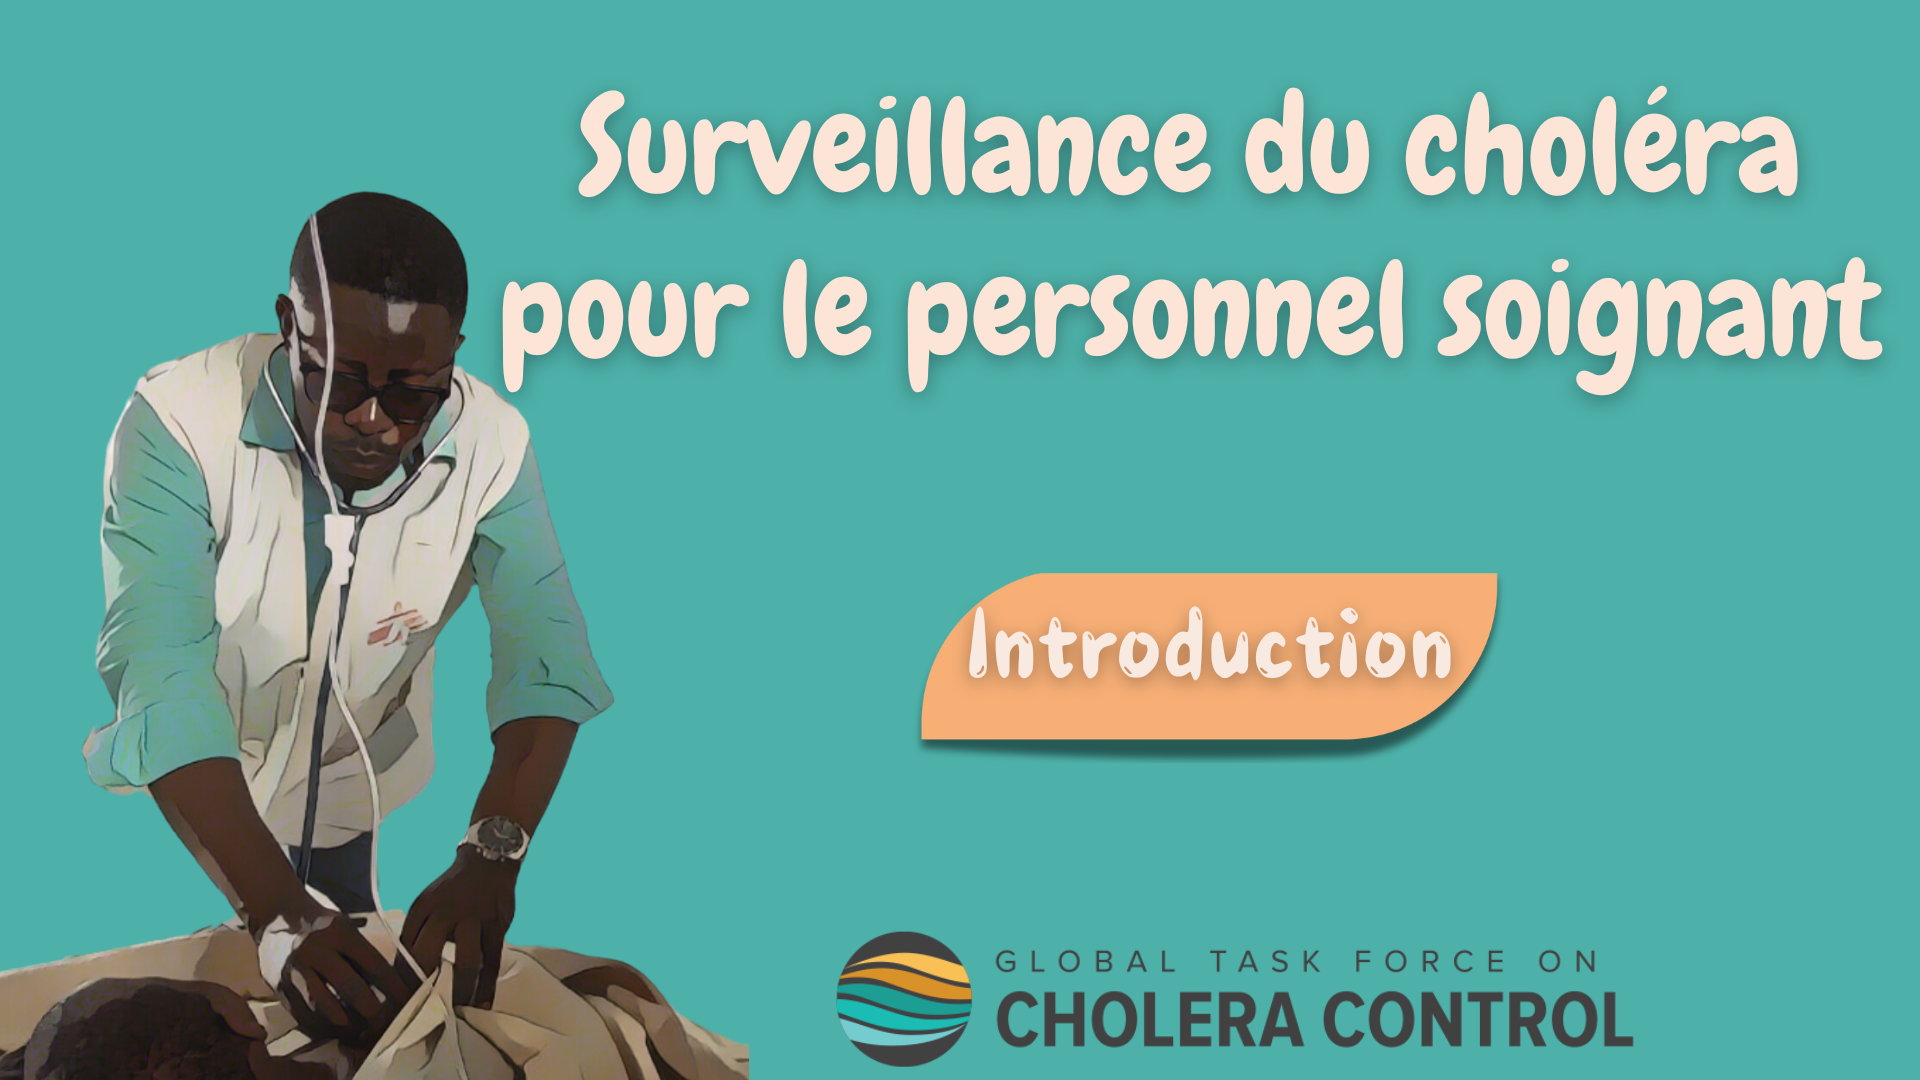 Surveillance du choléra
pour le personnel soignant
Introduction
GLOBAL TASK FORCE ON
CHOLERA CONTROL